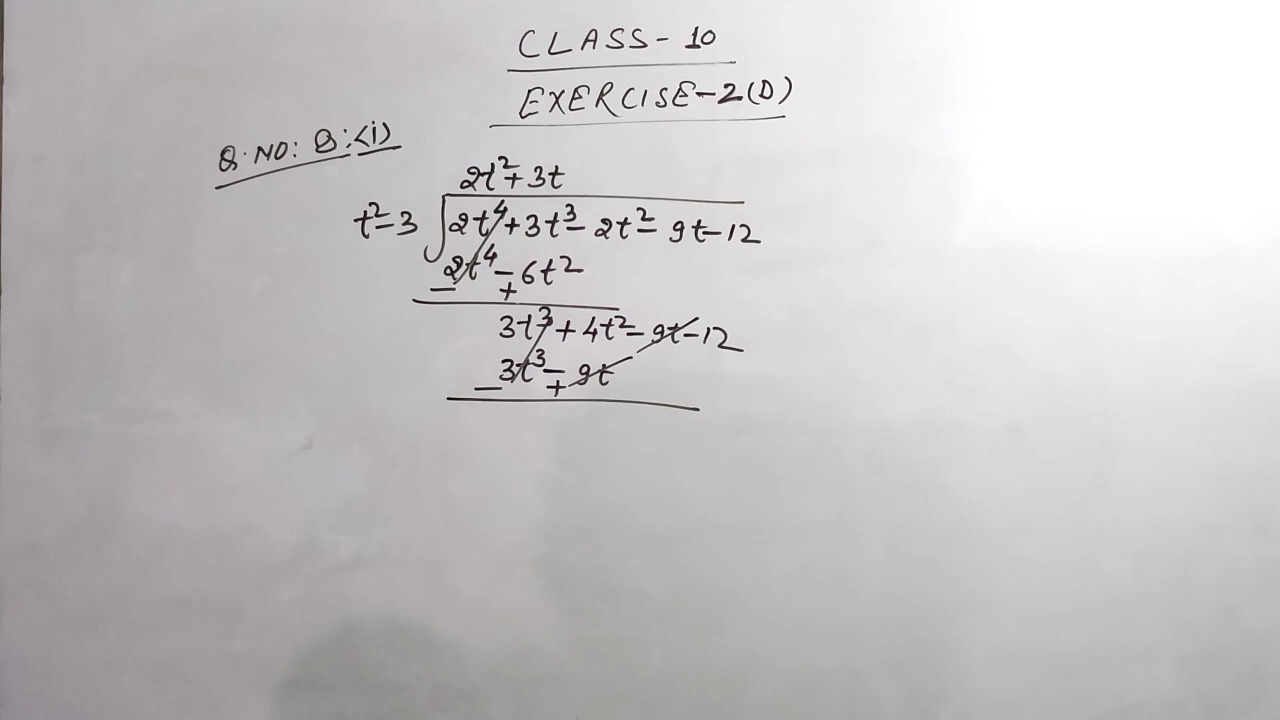 CLASS - 10
EXERCISE-2(D)
Q.NO: 8:<i>
2t²+3t
t²-3 2t⁴+3t³-2t²-9t-12
2t⁴-6t²
- +
3t³+4t²-9t-12
3t³-9t
- +